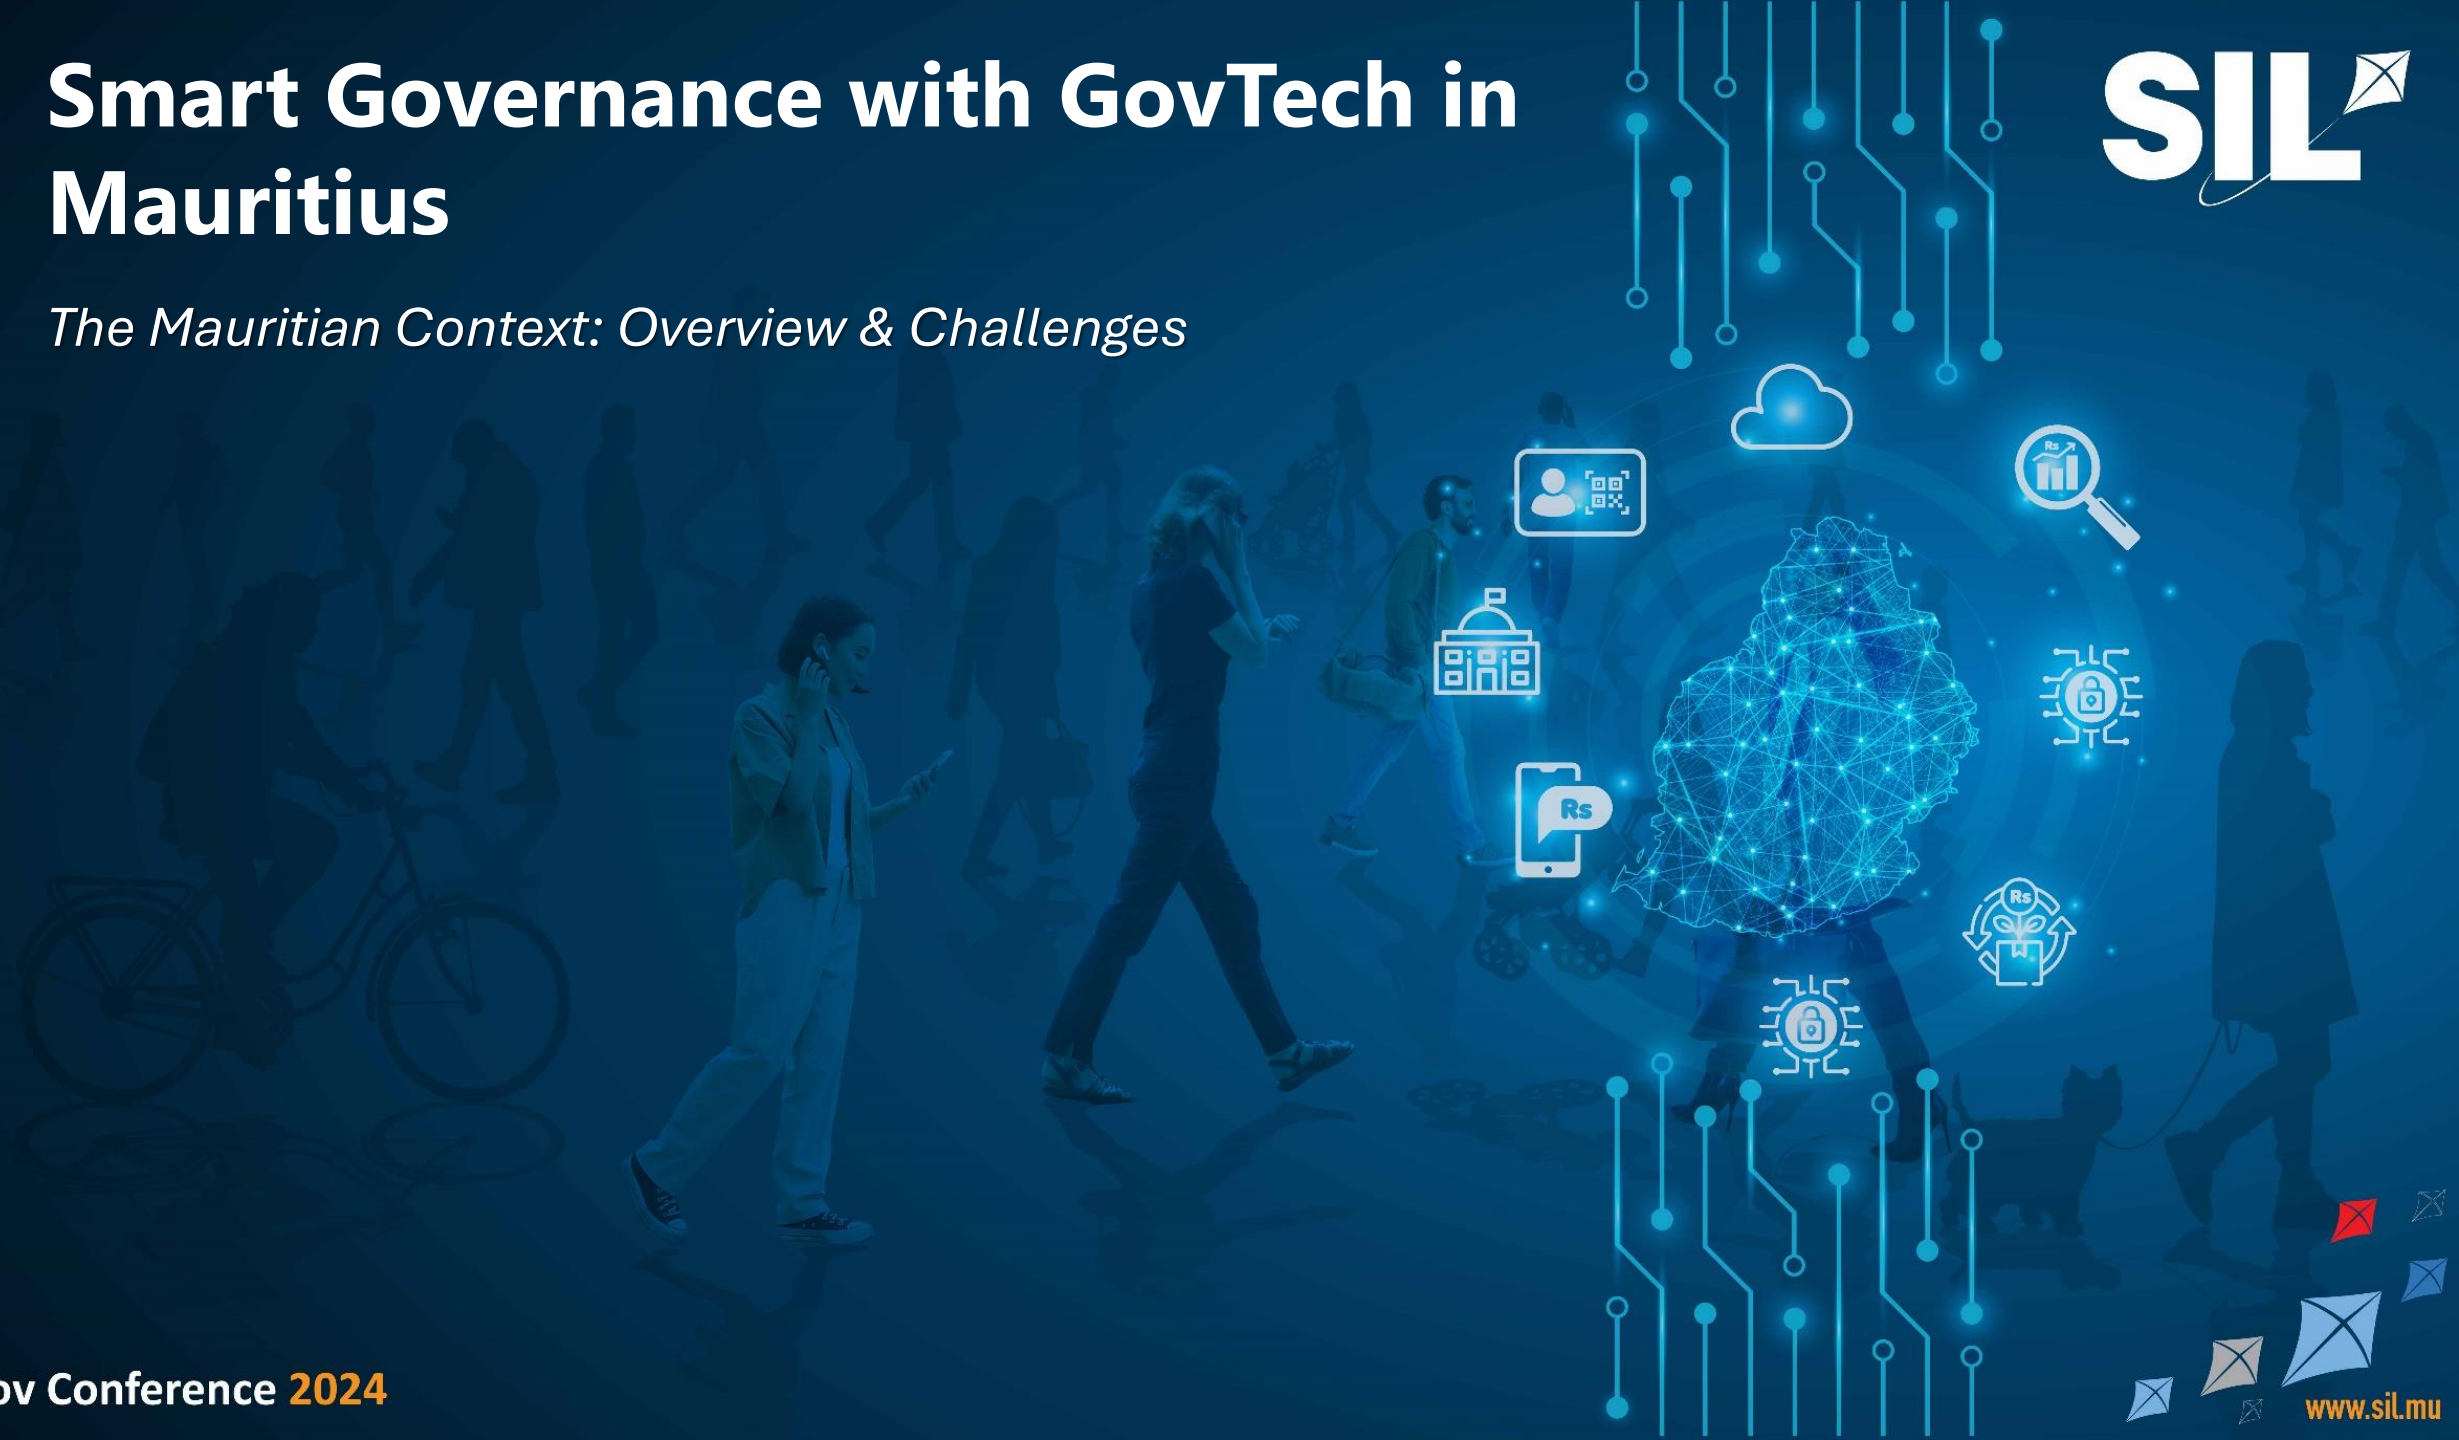 Smart Governance with GovTech in
Mauritius
SIL
The Mauritian Context: Overview & Challenges
Rs
Rs
Rs
ov Conference 2024
www.sil.mu